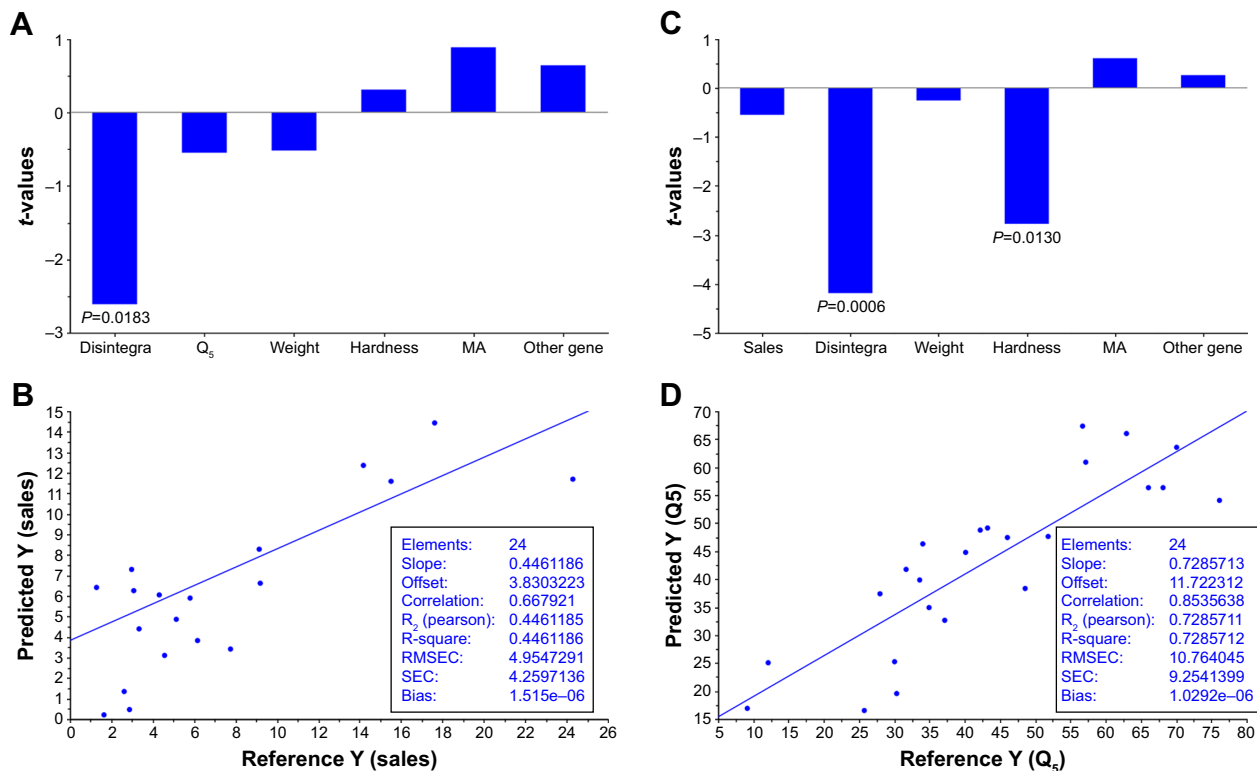 A
t-values
1
0
–1
–2
–3
P=0.0183
Disintegra Q5 Weight Hardness MA Other gene
C
t-values
1
0
–1
–2
–3
–4
–5
P=0.0006
P=0.0130
Sales Disintegra Weight Hardness MA Other gene
B
Predicted Y (sales)
15
14
13
12
11
10
9
8
7
6
5
4
3
2
1
0
Elements: 24
Slope: 0.4461186
Offset: 3.8303223
Correlation: 0.667921
R2 (pearson): 0.4461185
R-square: 0.4461186
RMSEC: 4.9547291
SEC: 4.2597136
Bias: 1.515e–06
0 2 4 6 8 10 12 14 16 18 20 22 24 26
Reference Y (sales)
D
Predicted Y (Q5)
70
65
60
55
50
45
40
35
30
25
20
15
Elements: 24
Slope: 0.7285713
Offset: 11.722312
Correlation: 0.8535638
R2 (pearson): 0.7285711
R-square: 0.7285712
RMSEC: 10.764045
SEC: 9.2541399
Bias: 1.0292e–06
5 10 15 20 25 30 35 40 45 50 55 60 65 70 75 80
Reference Y (Q5)